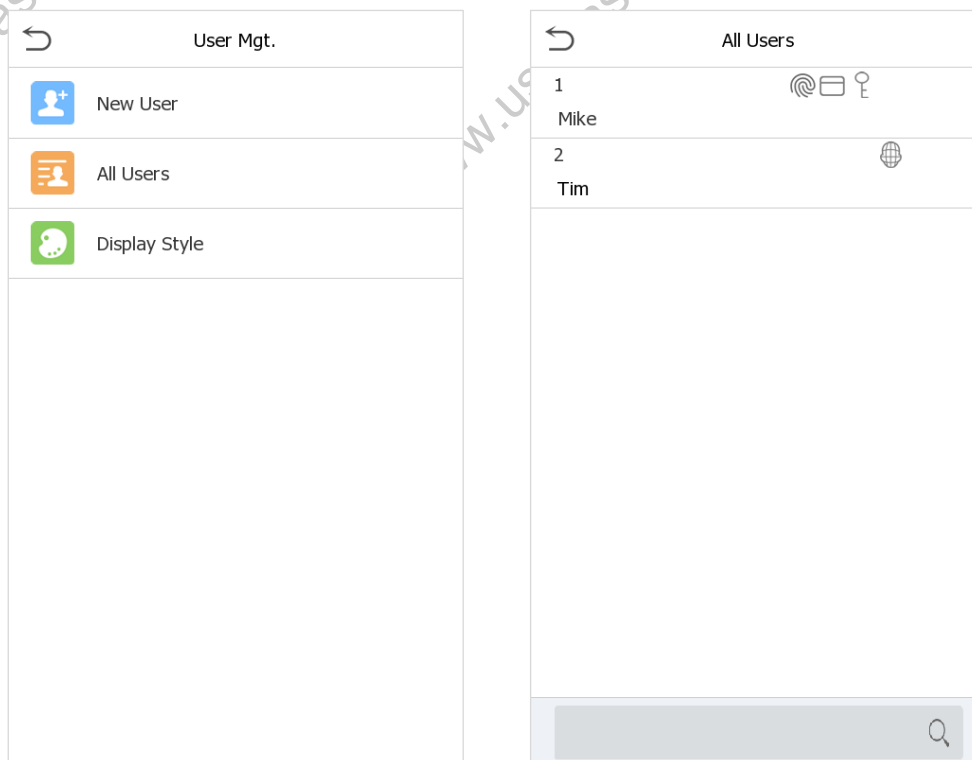 User Mgt.
New User
All Users
Display Style
All Users
1
Mike
2
Tim